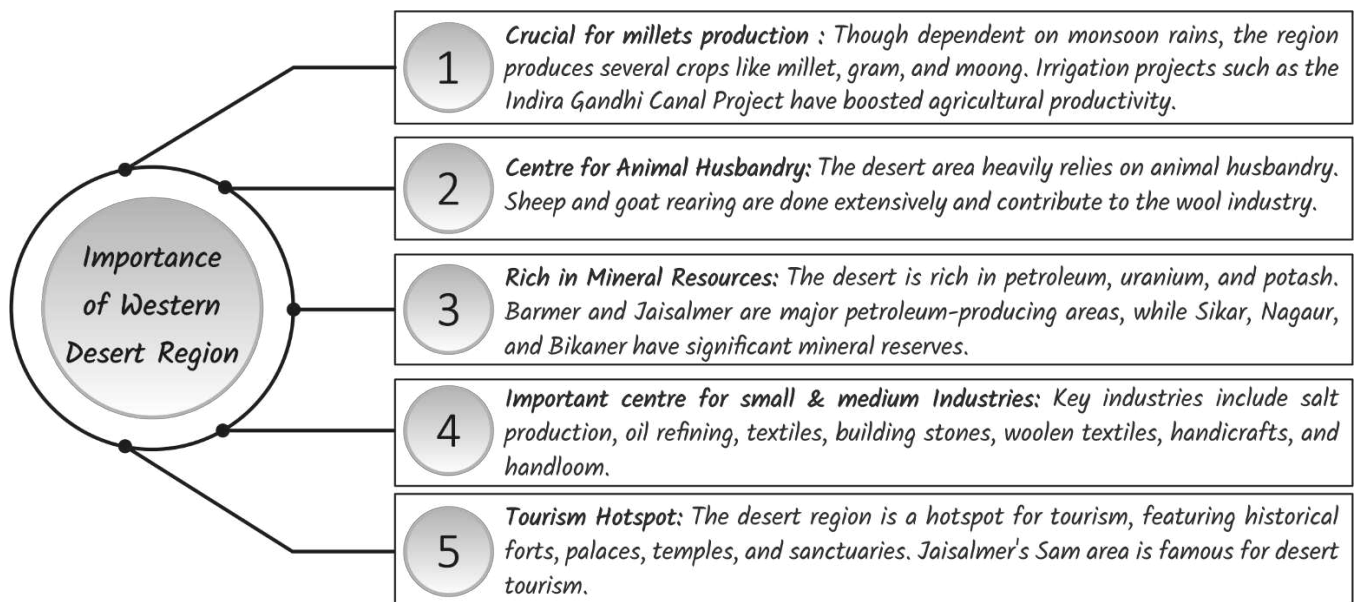 Importance
of Western
Desert Region
1
Crucial for millets production : Though dependent on monsoon rains, the region
produces several crops like millet, gram, and moong. Irrigation projects such as the
Indira Gandhi Canal Project have boosted agricultural productivity.
2
Centre for Animal Husbandry: The desert area heavily relies on animal husbandry.
Sheep and goat rearing are done extensively and contribute to the wool industry.
3
Rich in Mineral Resources: The desert is rich in petroleum, uranium, and potash.
Barmer and Jaisalmer are major petroleum-producing areas, while Sikar, Nagaur,
and Bikaner have significant mineral reserves.
4
Important centre for small & medium Industries: Key industries include salt
production, oil refining, textiles, building stones, woolen textiles, handicrafts, and
handloom.
5
Tourism Hotspot: The desert region is a hotspot for tourism, featuring historical
forts, palaces, temples, and sanctuaries. Jaisalmer's Sam area is famous for desert
tourism.